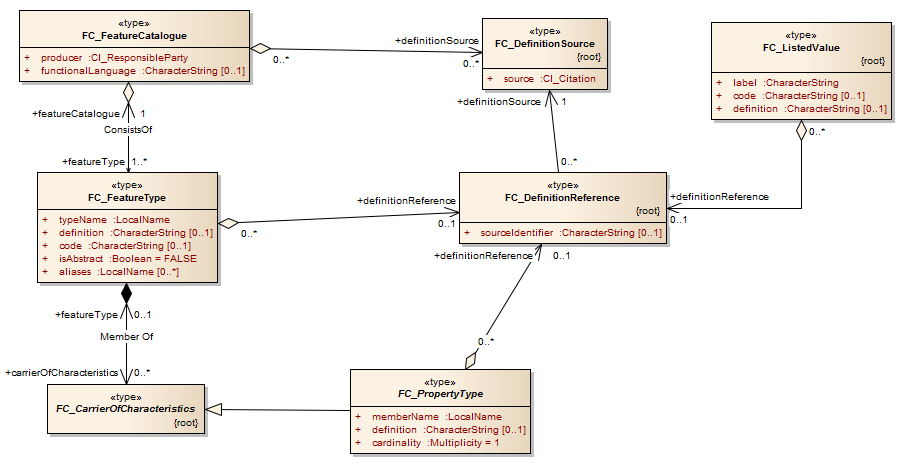 «type»
FC_FeatureCatalogue
+ producer :CI_ResponsibleParty
+ functionalLanguage :CharacterString [0..1]
«type»
FC_DefinitionSource
{root}
+ source :CI_Citation
«type»
FC_ListedValue
{root}
+ label :CharacterString
+ code :CharacterString [0..1]
+ definition :CharacterString [0..1]
0..*
+definitionSource
0..*
+featureCatalogue
1
ConsistsOf
+featureType
1..*
+definitionSource
1
0..*
0..*
+definitionReference
0..1
«type»
FC_FeatureType
+ typeName :LocalName
+ definition :CharacterString [0..1]
+ code :CharacterString [0..1]
+ isAbstract :Boolean = FALSE
+ aliases :LocalName [0..*]
0..*
+definitionReference
0..1
«type»
FC_DefinitionReference
{root}
+ sourceIdentifier :CharacterString [0..1]
+definitionReference
0..1
0..*
+featureType
0..1
Member Of
+carrierOfCharacteristics
0..*
«type»
FC_CarrierOfCharacteristics
{root}
«type»
FC_PropertyType
+ memberName :LocalName
+ definition :CharacterString [0..1]
+ cardinality :Multiplicity = 1